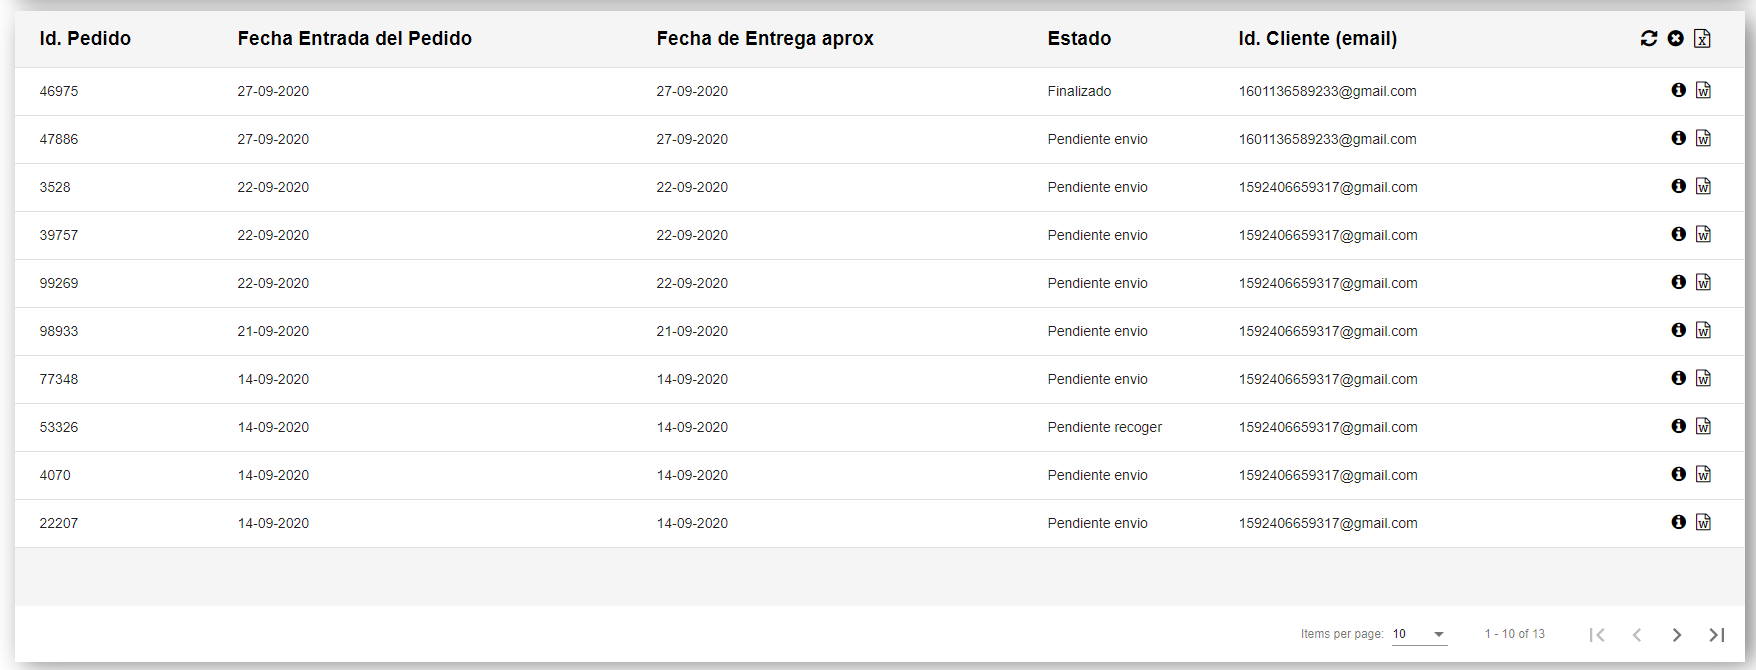 Id. Pedido Fecha Entrada del Pedido Fecha de Entrega aprox Estado Id. Cliente (email)
46975 27-09-2020 27-09-2020 Finalizado 1601136589233@gmail.com
47886 27-09-2020 27-09-2020 Pendiente envio 1601136589233@gmail.com
3528 22-09-2020 22-09-2020 Pendiente envio 1592406659317@gmail.com
39757 22-09-2020 22-09-2020 Pendiente envio 1592406659317@gmail.com
99269 22-09-2020 22-09-2020 Pendiente envio 1592406659317@gmail.com
98933 21-09-2020 21-09-2020 Pendiente envio 1592406659317@gmail.com
77348 14-09-2020 14-09-2020 Pendiente envio 1592406659317@gmail.com
53326 14-09-2020 14-09-2020 Pendiente recoger 1592406659317@gmail.com
4070 14-09-2020 14-09-2020 Pendiente envio 1592406659317@gmail.com
22207 14-09-2020 14-09-2020 Pendiente envio 1592406659317@gmail.com
Items per page: 10 1 - 10 of 13